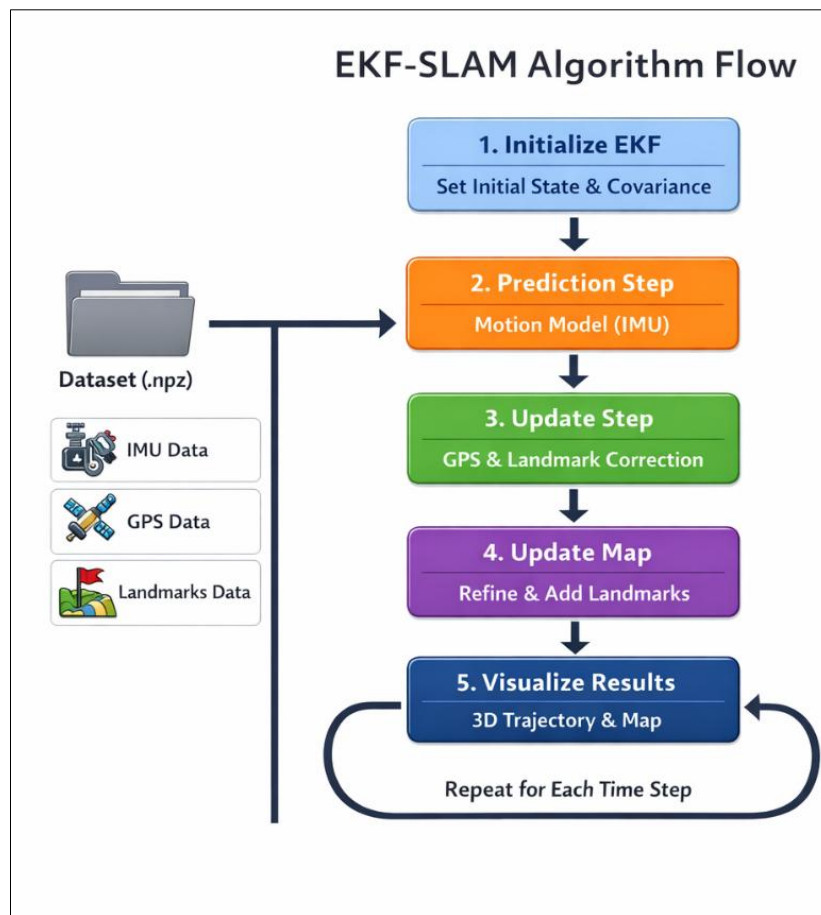 EKF-SLAM Algorithm Flow
1. Initialize EKF
Set Initial State & Covariance
2. Prediction Step
Motion Model (IMU)
Dataset (.npz)
3. Update Step
GPS & Landmark Correction
IMU Data
GPS Data
Landmarks Data
4. Update Map
Refine & Add Landmarks
5. Visualize Results
3D Trajectory & Map
Repeat for Each Time Step